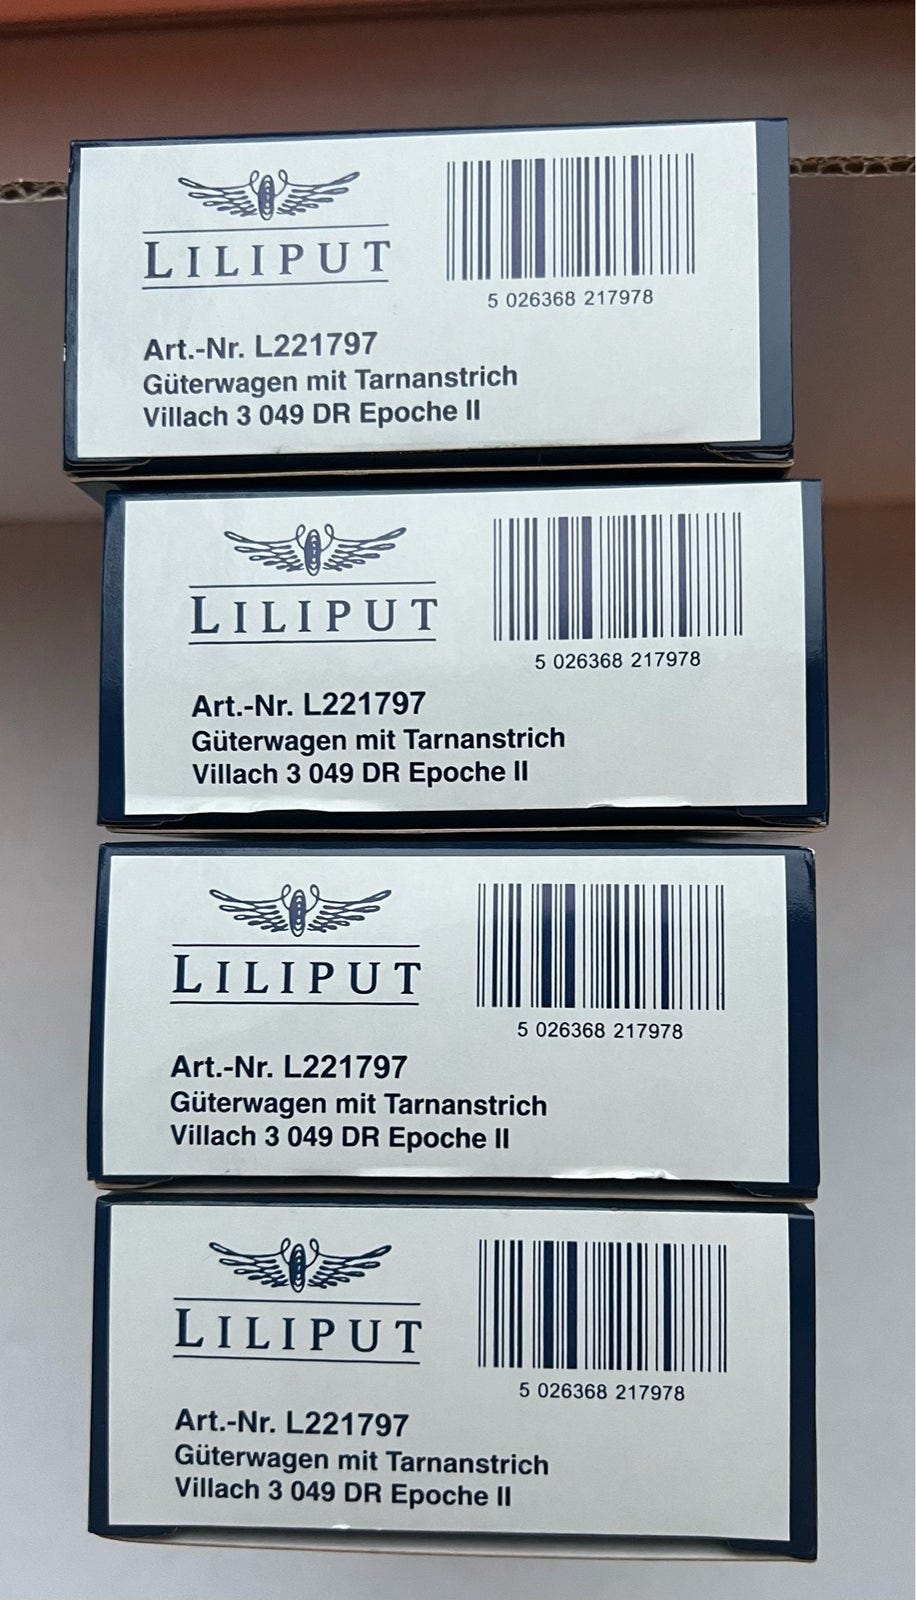 LILIPUT
5 026368 217978
Art.-Nr. L221797
Güterwagen mit Tarnanstrich
Villach 3 049 DR Epoche II
LILIPUT
5 026368 217978
Art.-Nr. L221797
Güterwagen mit Tarnanstrich
Villach 3 049 DR Epoche II
LILIPUT
5 026368 217978
Art.-Nr. L221797
Güterwagen mit Tarnanstrich
Villach 3 049 DR Epoche II
LILIPUT
5 026368 217978
Art.-Nr. L221797
Güterwagen mit Tarnanstrich
Villach 3 049 DR Epoche II